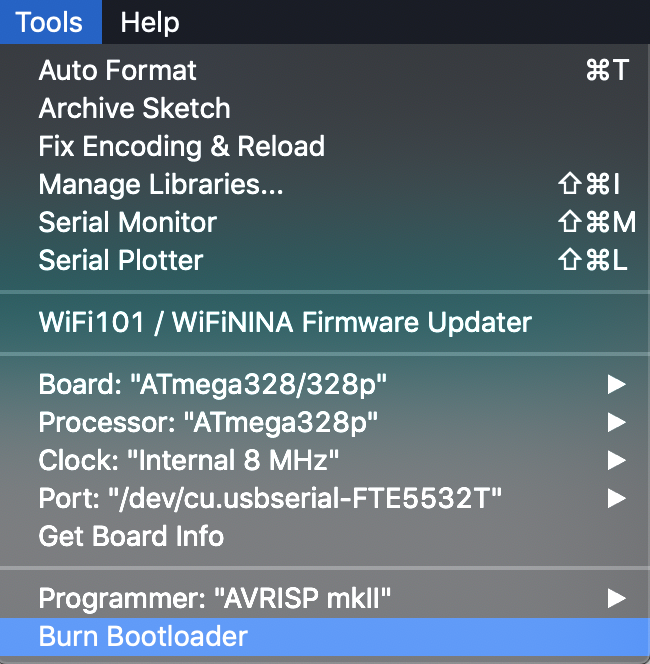 Tools Help
Auto Format ⌘T
Archive Sketch
Fix Encoding & Reload
Manage Libraries... ⇧⌘I
Serial Monitor ⇧⌘M
Serial Plotter ⇧⌘L
WiFi101 / WiFiNINA Firmware Updater
Board: "ATmega328/328p" ▶
Processor: "ATmega328p" ▶
Clock: "Internal 8 MHz" ▶
Port: "/dev/cu.usbserial-FTE5532T" ▶
Get Board Info
Programmer: "AVRISP mkII" ▶
Burn Bootloader